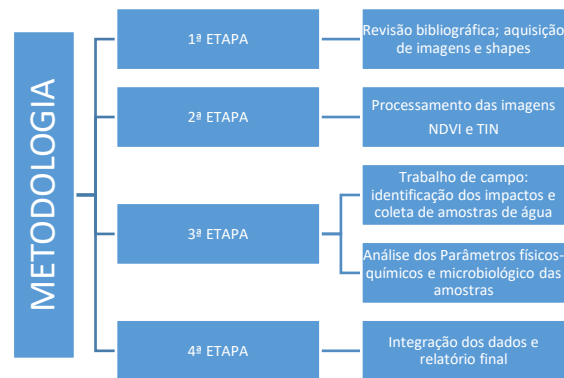 METODOLOGIA
1ª ETAPA
Revisão bibliográfica; aquisição
de imagens e shapes
2ª ETAPA
Processamento das imagens
NDVI e TIN
3ª ETAPA
Trabalho de campo:
identificação dos impactos e
coleta de amostras de água
Análise dos Parâmetros físicos-
químicos e microbiológico das
amostras
4ª ETAPA
Integração dos dados e
relatório final